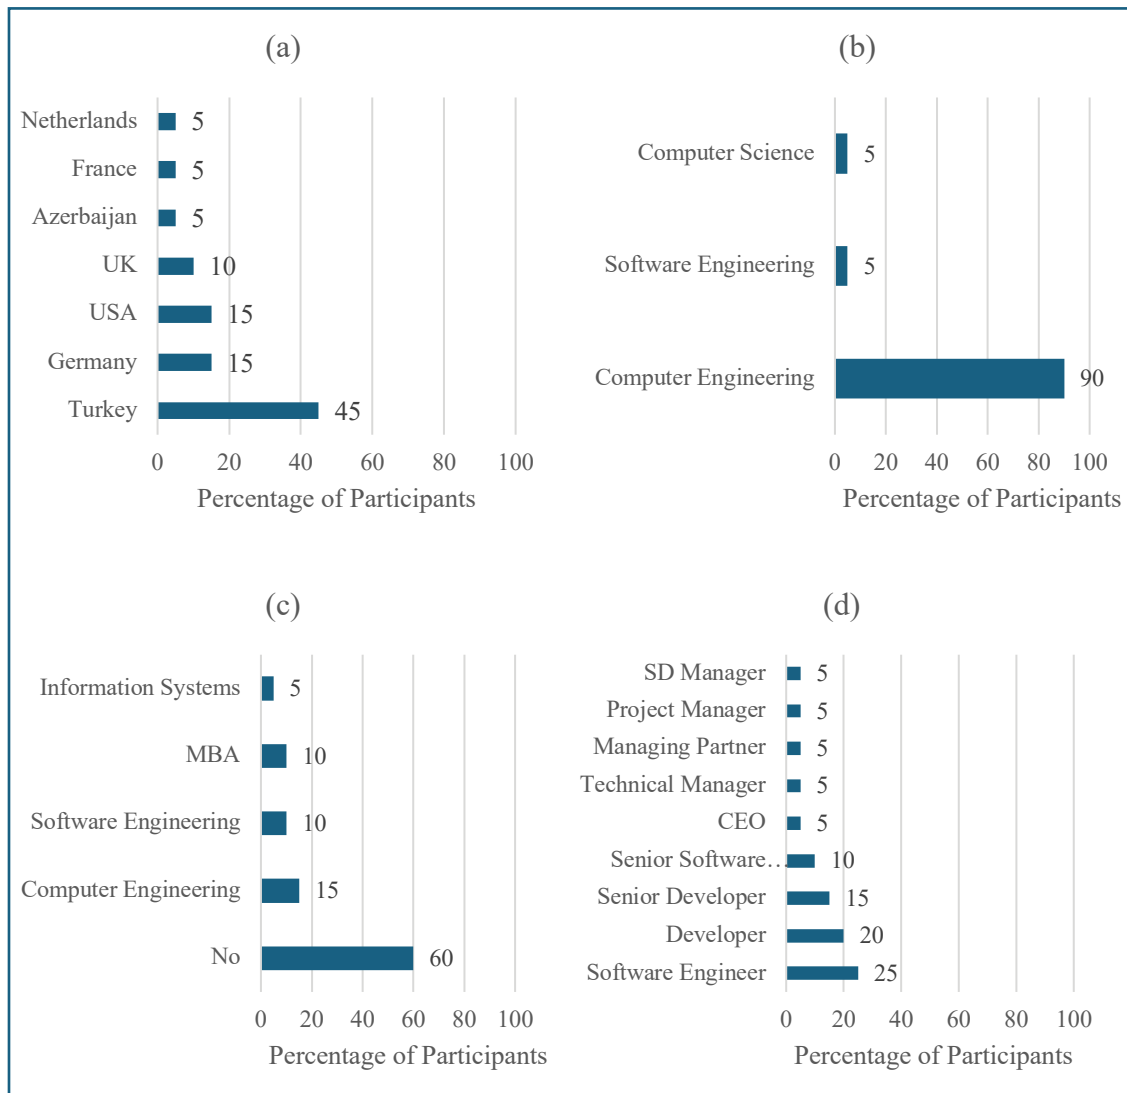 (a)
Netherlands 5
France 5
Azerbaijan 5
UK 10
USA 15
Germany 15
Turkey 45
0 20 40 60 80 100
Percentage of Participants
(b)
Computer Science 5
Software Engineering 5
Computer Engineering 90
0 20 40 60 80 100
Percentage of Participants
(c)
Information Systems 5
MBA 10
Software Engineering 10
Computer Engineering 15
No 60
0 20 40 60 80 100
Percentage of Participants
(d)
SD Manager 5
Project Manager 5
Managing Partner 5
Technical Manager 5
CEO 5
Senior Software… 10
Senior Developer 15
Developer 20
Software Engineer 25
0 20 40 60 80 100
Percentage of Participants